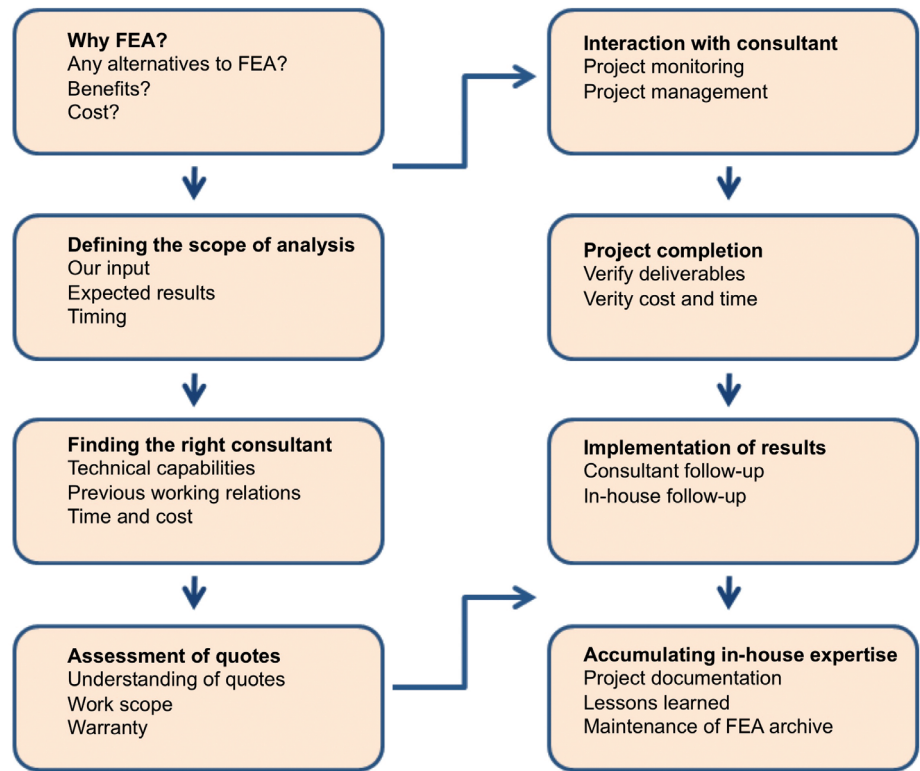 Why FEA?
Any alternatives to FEA?
Benefits?
Cost?
Defining the scope of analysis
Our input
Expected results
Timing
Finding the right consultant
Technical capabilities
Previous working relations
Time and cost
Assessment of quotes
Understanding of quotes
Work scope
Warranty
Interaction with consultant
Project monitoring
Project management
Project completion
Verify deliverables
Verity cost and time
Implementation of results
Consultant follow-up
In-house follow-up
Accumulating in-house expertise
Project documentation
Lessons learned
Maintenance of FEA archive